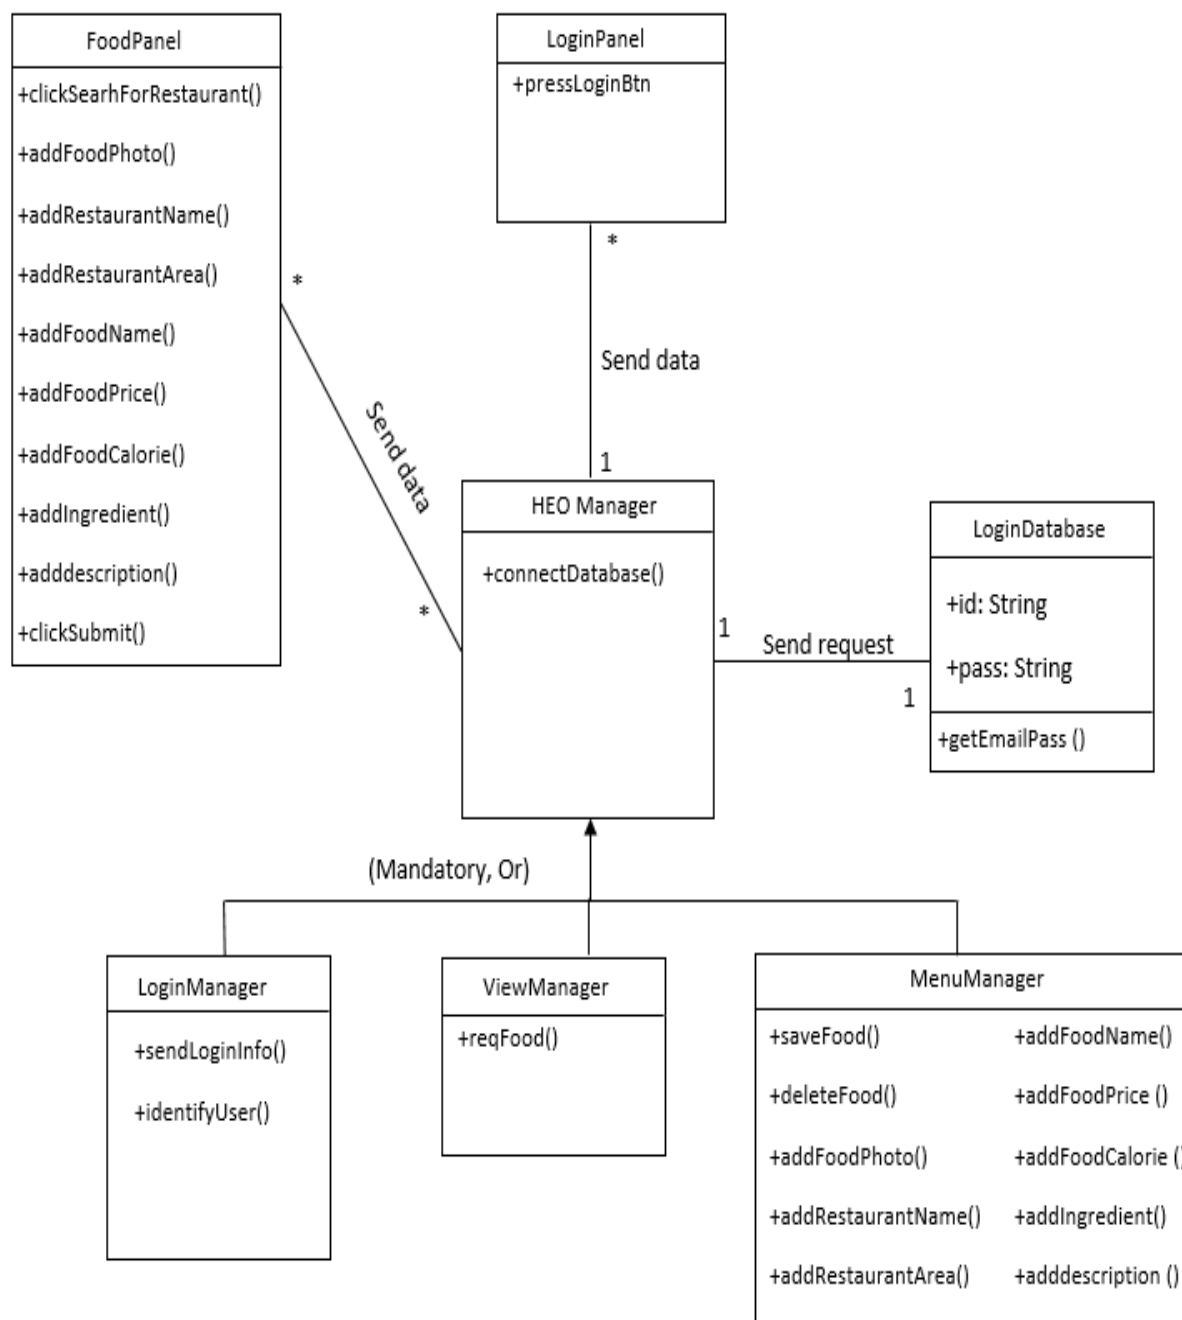 FoodPanel
+clickSearhForRestaurant()
+addFoodPhoto()
+addRestaurantName()
+addRestaurantArea()
+addFoodName()
+addFoodPrice()
+addFoodCalorie()
+addIngredient()
+adddescription()
+clickSubmit()
LoginPanel
+pressLoginBtn
*
Send data
1
*
Send data
*
HEO Manager
+connectDatabase()
1
Send request
1
LoginDatabase
+id: String
+pass: String
+getEmailPass ()
(Mandatory, Or)
LoginManager
+sendLoginInfo()
+identifyUser()
ViewManager
+reqFood()
MenuManager
+saveFood() +addFoodName()
+deleteFood() +addFoodPrice ()
+addFoodPhoto() +addFoodCalorie ()
+addRestaurantName() +addIngredient()
+addRestaurantArea() +adddescription ()